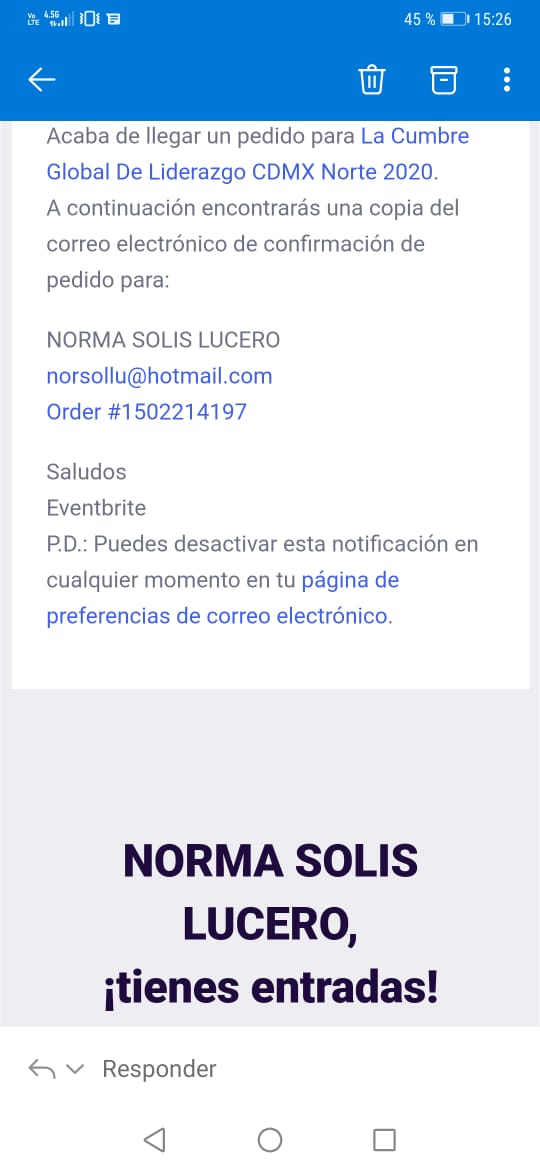 Vo LTE 4.5G 45 % 15:26
Acaba de llegar un pedido para La Cumbre
Global De Liderazgo CDMX Norte 2020.
A continuación encontrarás una copia del
correo electrónico de confirmación de
pedido para:
NORMA SOLIS LUCERO
norsollu@hotmail.com
Order #1502214197
Saludos
Eventbrite
P.D.: Puedes desactivar esta notificación en
cualquier momento en tu página de
preferencias de correo electrónico.
NORMA SOLIS
LUCERO,
¡tienes entradas!
Responder